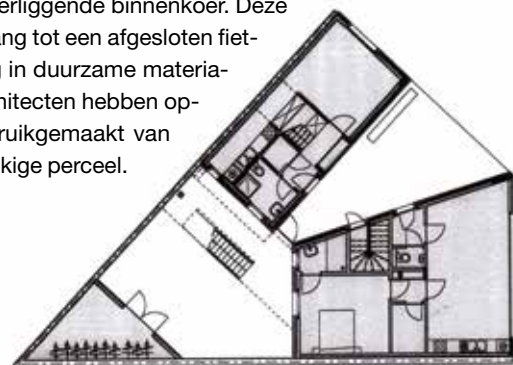 erliggende binnenkoer. Deze
ang tot een afgesloten fiet-
in duurzame materia-
hitecten hebben op-
ruikgemaakt van
kige perceel.